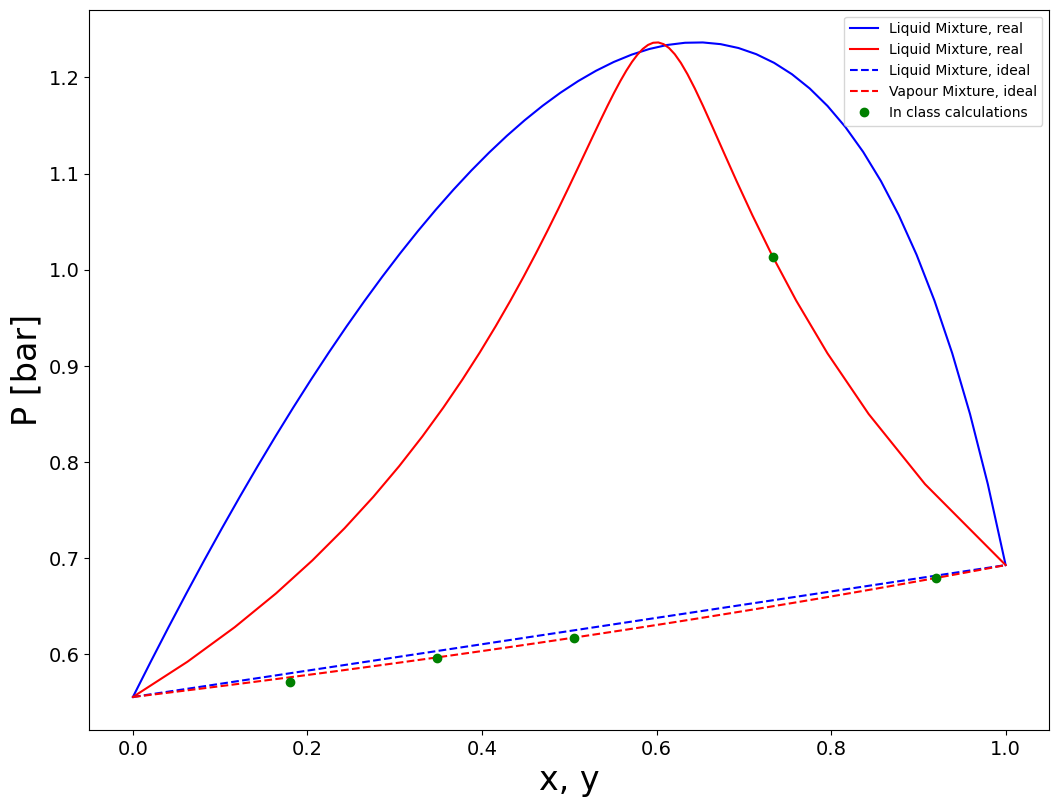 Liquid Mixture, real
Liquid Mixture, real
Liquid Mixture, ideal
Vapour Mixture, ideal
In class calculations
P [bar]
1.2
1.1
1.0
0.9
0.8
0.7
0.6
0.0 0.2 0.4 0.6 0.8 1.0
x, y